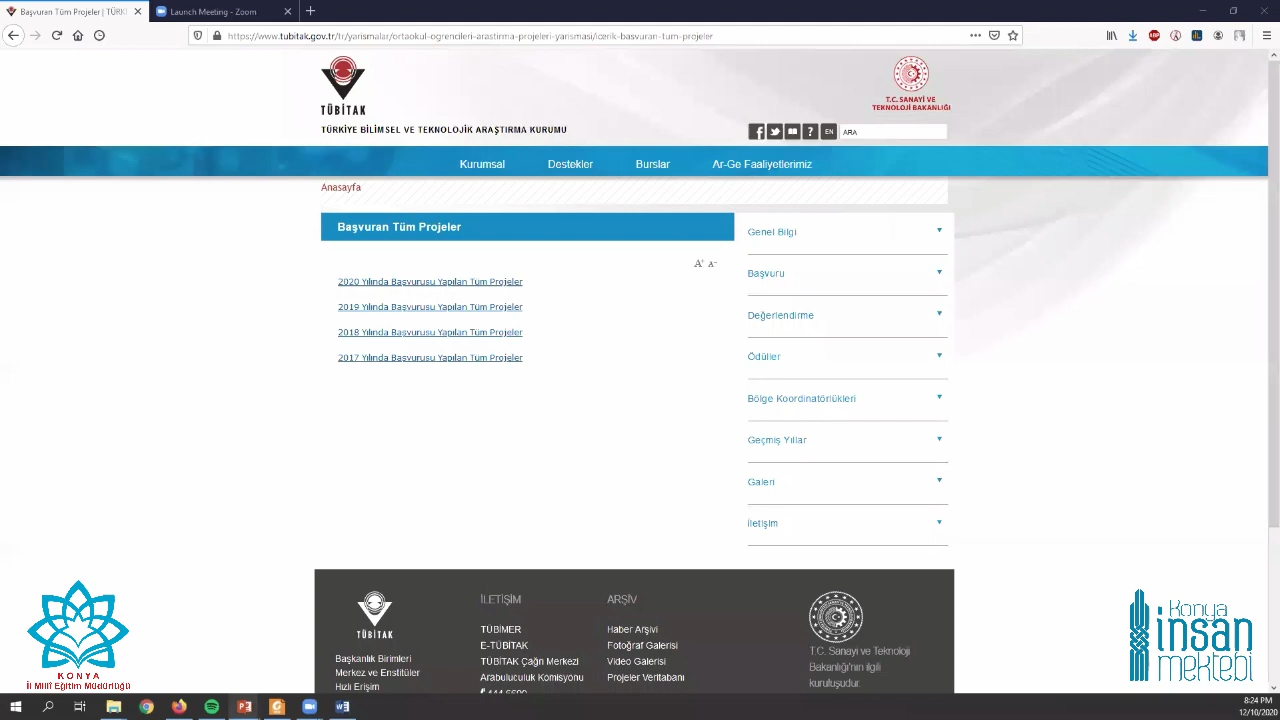 Başvuran Tüm Projeler | TÜRKİ
Launch Meeting - Zoom
https://www.tubitak.gov.tr/tr/yarismalar/ortaokul-ogrencileri-arastirma-projeleri-yarismasi/icerik-basvuran-tum-projeler
TÜBİTAK
TÜRKİYE BİLİMSEL VE TEKNOLOJİK ARAŞTIRMA KURUMU
T.C. SANAYİ VE
TEKNOLOJİ BAKANLIĞI
EN
ARA
Kurumsal
Destekler
Burslar
Ar-Ge Faaliyetlerimiz
Anasayfa
Başvuran Tüm Projeler
A+ A-
2020 Yılında Başvurusu Yapılan Tüm Projeler
2019 Yılında Başvurusu Yapılan Tüm Projeler
2018 Yılında Başvurusu Yapılan Tüm Projeler
2017 Yılında Başvurusu Yapılan Tüm Projeler
Genel Bilgi
Başvuru
Değerlendirme
Ödüller
Bölge Koordinatörlükleri
Geçmiş Yıllar
Galeri
İletişim
TÜBİTAK
Başkanlık Birimleri
Merkez ve Enstitüler
Hızlı Erişim
İLETİŞİM
TÜBİMER
E-TÜBİTAK
TÜBİTAK Çağrı Merkezi
Arabuluculuk Komisyonu
444 5690
ARŞİV
Haber Arşivi
Fotoğraf Galerisi
Video Galerisi
Projeler Veritabanı
T.C. Sanayi ve Teknoloji
Bakanlığı'nın ilgili
kuruluşudur.
KONYA
İl Millî Eğitim Müdürlüğü
Konya
insan
mektebi
8:24 PM
12/10/2020